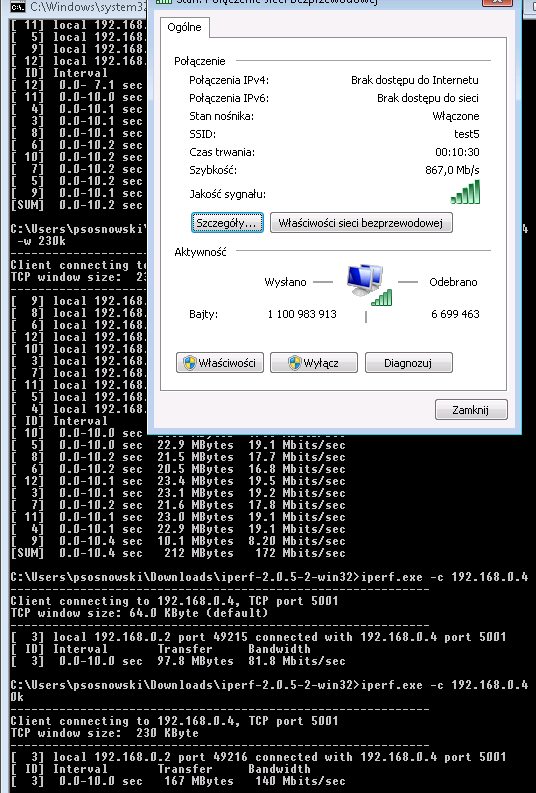 C:\Windows\system32
Stan: Połączenie sieci bezprzewodowej
Ogólne
Połączenie
Połączenia IPv4: Brak dostępu do Internetu
Połączenia IPv6: Brak dostępu do sieci
Stan nośnika: Włączone
SSID: test5
Czas trwania: 00:10:30
Szybkość: 867,0 Mb/s
Jakość sygnału:
Szczegóły... Właściwości sieci bezprzewodowej
Aktywność
Wysłano Odebrano
Bajty: 1 100 983 913 6 699 463
Właściwości Wyłącz Diagnozuj
Zamknij
[ 11] local 192.168.
[ 5] local 192.168.
[ 9] local 192.168.
[ 12] local 192.168.
[ ID] Interval
[ 12] 0.0- 7.1 sec
[ 11] 0.0-10.0 sec
[ 4] 0.0-10.1 sec
[ 3] 0.0-10.1 sec
[ 8] 0.0-10.1 sec
[ 6] 0.0-10.2 sec
[ 10] 0.0-10.2 sec
[ 7] 0.0-10.2 sec
[ 5] 0.0-10.2 sec
[ 9] 0.0-10.1 sec
[SUM] 0.0-10.2 sec
C:\Users\psosnowski\ 4
-w 230k
Client connecting to
TCP window size: 23
[ 9] local 192.168.
[ 8] local 192.168.
[ 6] local 192.168.
[ 12] local 192.168.
[ 10] local 192.168.
[ 3] local 192.168.
[ 7] local 192.168.
[ 11] local 192.168.
[ 5] local 192.168.
[ 4] local 192.168.
[ ID] Interval
[ 10] 0.0-10.0 sec MBytes Mbits/sec
[ 5] 0.0-10.0 sec 22.9 MBytes 19.1 Mbits/sec
[ 8] 0.0-10.2 sec 21.5 MBytes 17.7 Mbits/sec
[ 6] 0.0-10.2 sec 20.5 MBytes 16.8 Mbits/sec
[ 12] 0.0-10.1 sec 23.4 MBytes 19.5 Mbits/sec
[ 3] 0.0-10.1 sec 23.1 MBytes 19.2 Mbits/sec
[ 7] 0.0-10.2 sec 21.6 MBytes 17.8 Mbits/sec
[ 11] 0.0-10.1 sec 23.0 MBytes 19.1 Mbits/sec
[ 4] 0.0-10.1 sec 22.9 MBytes 19.1 Mbits/sec
[ 9] 0.0-10.4 sec 10.1 MBytes 8.20 Mbits/sec
[SUM] 0.0-10.4 sec 212 MBytes 172 Mbits/sec
C:\Users\psosnowski\Downloads\iperf-2.0.5-2-win32>iperf.exe -c 192.168.0.4
Client connecting to 192.168.0.4, TCP port 5001
TCP window size: 64.0 KByte (default)
[ 3] local 192.168.0.2 port 49215 connected with 192.168.0.4 port 5001
[ ID] Interval Transfer Bandwidth
[ 3] 0.0-10.0 sec 97.8 MBytes 81.8 Mbits/sec
C:\Users\psosnowski\Downloads\iperf-2.0.5-2-win32>iperf.exe -c 192.168.0.4
0k
Client connecting to 192.168.0.4, TCP port 5001
TCP window size: 230 KByte
[ 3] local 192.168.0.2 port 49216 connected with 192.168.0.4 port 5001
[ ID] Interval Transfer Bandwidth
[ 3] 0.0-10.0 sec 167 MBytes 140 Mbits/sec